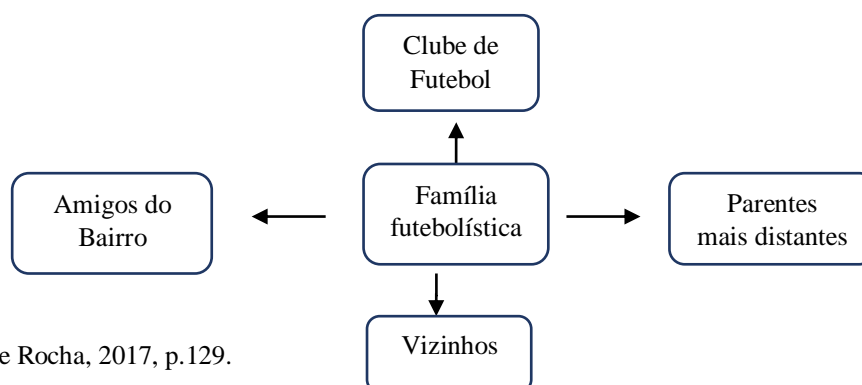 Clube de
Futebol
Amigos do
Bairro
Família
futebolística
Parentes
mais distantes
Vizinhos
e Rocha, 2017, p.129.